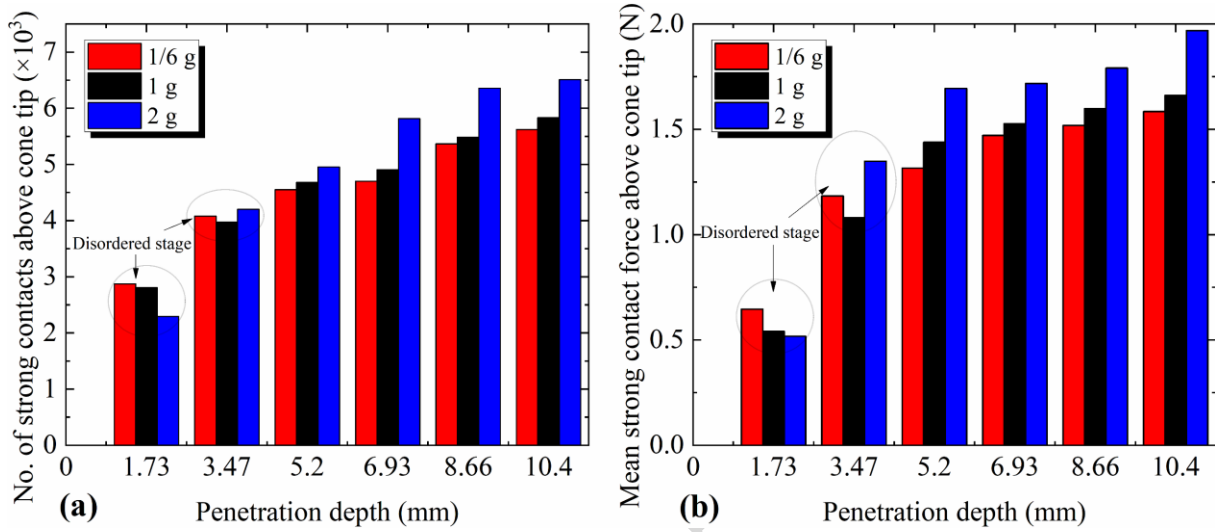 No. of strong contacts above cone tip (×10³)
7
6
5
4
3
2
1
0
1/6 g
1 g
2 g
Disordered stage
0 1.73 3.47 5.2 6.93 8.66 10.4
(a) Penetration depth (mm)
Mean strong contact force above cone tip (N)
2.0
1.5
1.0
0.5
0.0
1/6 g
1 g
2 g
Disordered stage
0 1.73 3.47 5.2 6.93 8.66 10.4
(b) Penetration depth (mm)